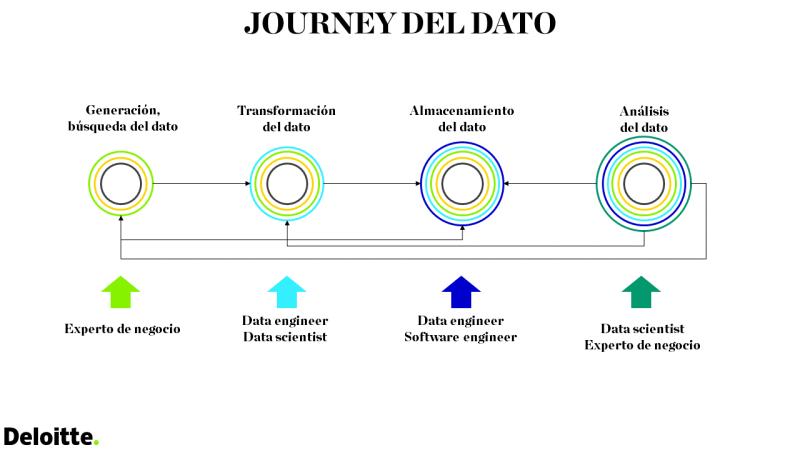 JOURNEY DEL DATO
Generación,
búsqueda del dato
Transformación
del dato
Almacenamiento
del dato
Análisis
del dato
Experto de negocio
Data engineer
Data scientist
Data engineer
Software engineer
Data scientist
Experto de negocio
Deloitte.